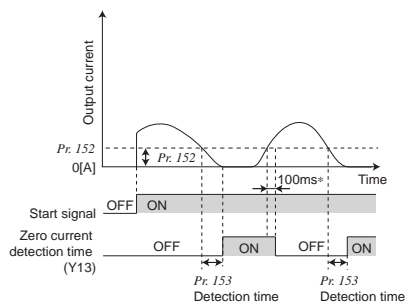 Output current
Pr. 152
Pr. 152
0[A]
100ms*
Time
OFF ON
Start signal
Zero current
detection time
(Y13)
OFF ON OFF ON
Pr. 153
Detection time
Pr. 153
Detection time